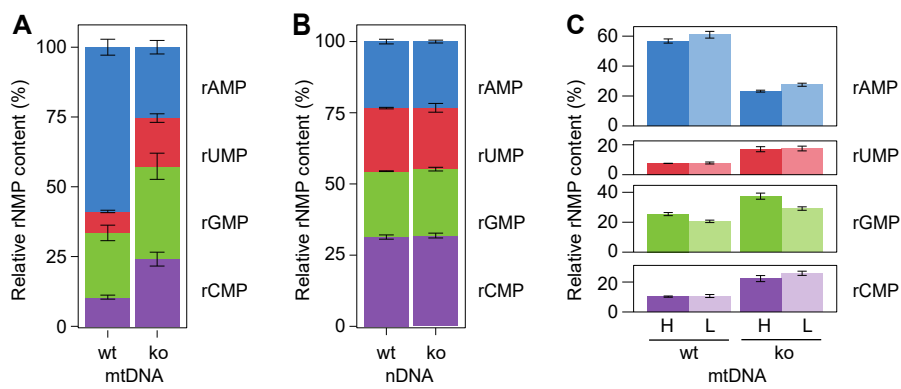 A
Relative rNMP content (%)
100
75
50
25
0
rAMP
rUMP
rGMP
rCMP
wt ko
mtDNA
B
Relative rNMP content (%)
100
75
50
25
0
rAMP
rUMP
rGMP
rCMP
wt ko
nDNA
C
Relative rNMP content (%)
60
40
20
0
rAMP
20
0
rUMP
40
20
0
rGMP
20
0
rCMP
H L H L
wt ko
mtDNA